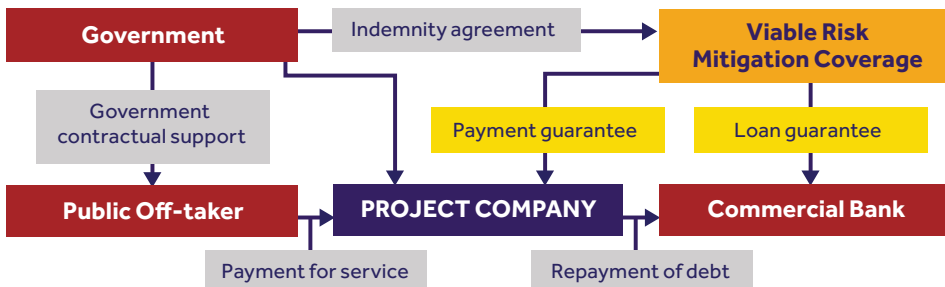 Government
Indemnity agreement
Viable Risk
Mitigation Coverage
Government
contractual support
Payment guarantee
Loan guarantee
Public Off-taker
PROJECT COMPANY
Commercial Bank
Payment for service
Repayment of debt